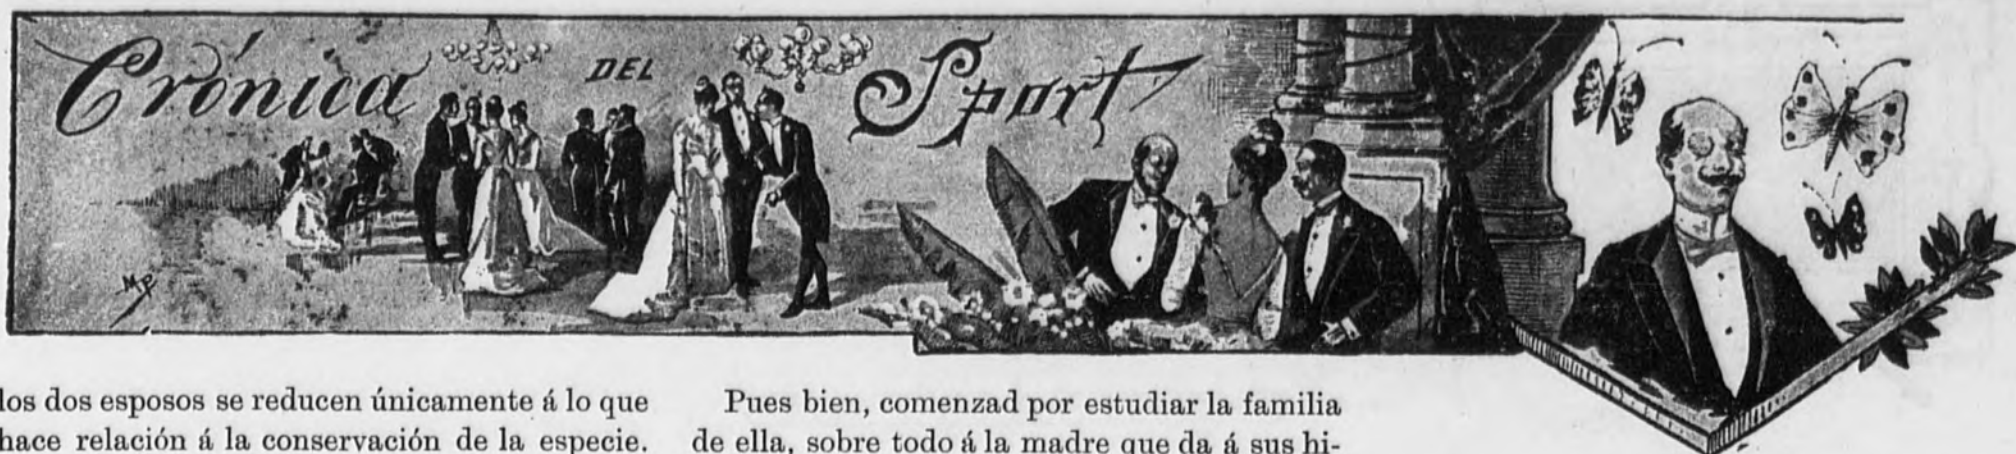 Crónica DEL Sport
MP
los dos esposos se reducen únicamente á lo que
hace relación á la conservación de la especie.
Pues bien, comenzad por estudiar la familia
de ella, sobre todo á la madre que da á sus hi-